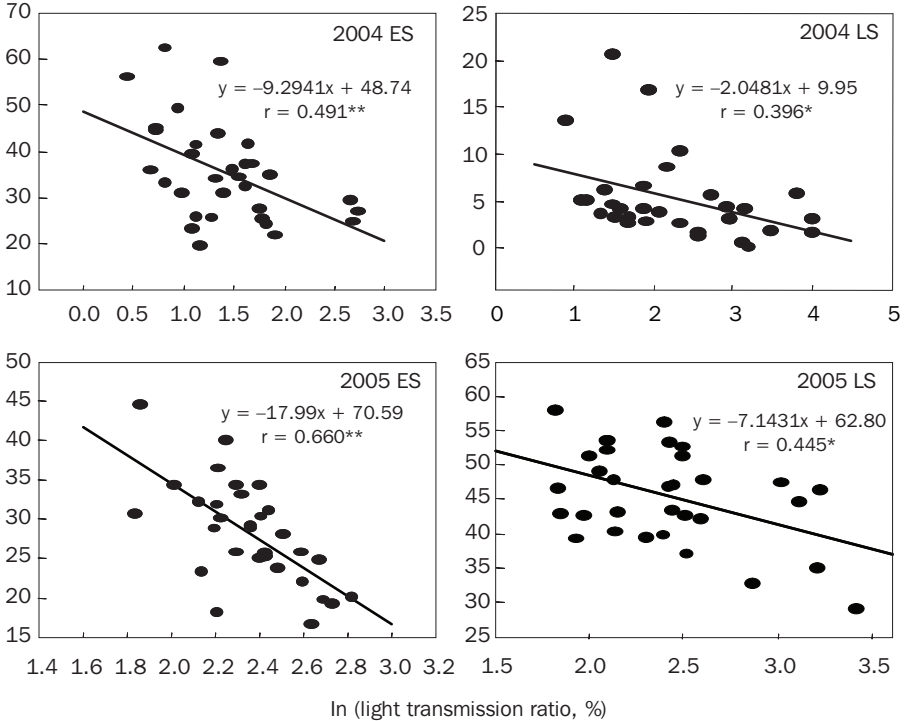 70
60
50
40
30
20
10
2004 ES
y = –9.2941x + 48.74
r = 0.491**
0.0 0.5 1.0 1.5 2.0 2.5 3.0 3.5
25
20
15
10
5
0
2004 LS
y = –2.0481x + 9.95
r = 0.396*
0 1 2 3 4 5
50
45
40
35
30
25
20
15
2005 ES
y = –17.99x + 70.59
r = 0.660**
1.4 1.6 1.8 2.0 2.2 2.4 2.6 2.8 3.0 3.2
65
60
55
50
45
40
35
30
25
2005 LS
y = –7.1431x + 62.80
r = 0.445*
1.5 2.0 2.5 3.0 3.5
ln (light transmission ratio, %)